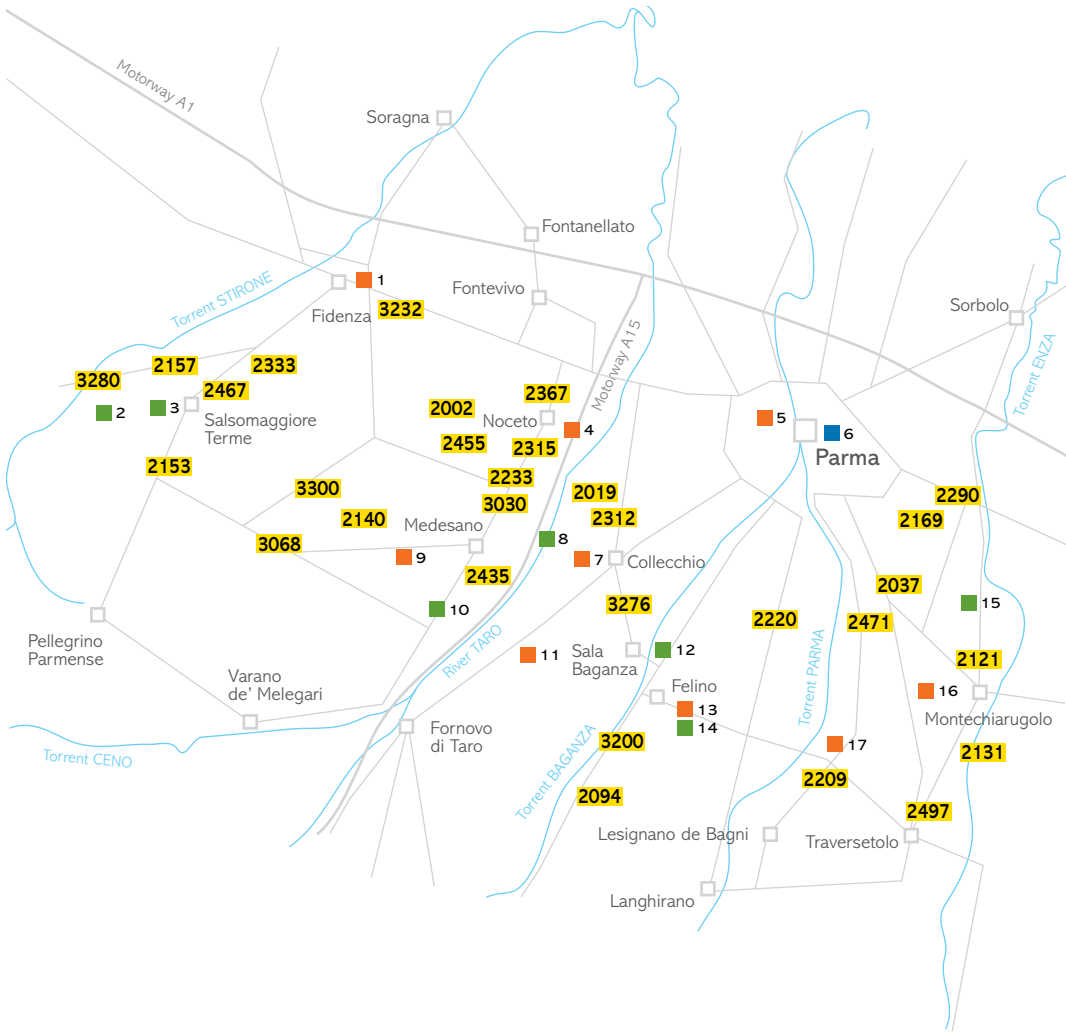 Motorway A1
Soragna
Fontanellato
Torrent STIRONE
1
Fontevivo
Sorbolo
Fidenza
3232
Motorway A15
Torrent ENZA
2157
2333
3280
2467
2
3
Salsomaggiore
Terme
2367
2002
Noceto
4
5
6
2455
2315
Parma
2153
2233
3300
2019
2290
3030
2140
2312
2169
Medesano
3068
8
9
7
Collecchio
2435
2037
10
3276
15
2220
2471
Pellegrino
Parmense
River TARO
11
Sala
Baganza
12
2121
Torrent PARMA
Varano
de’ Melegari
Felino
16
13
Montechiarugolo
14
Fornovo
di Taro
3200
17
2131
Torrent CENO
Torrent BAGANZA
2209
2094
2497
Lesignano de Bagni
Traversetolo
Langhirano